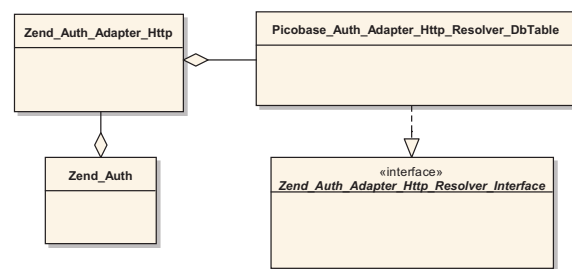 Zend_Auth_Adapter_Http
Picobase_Auth_Adapter_Http_Resolver_DbTable
Zend_Auth
«interface»
Zend_Auth_Adapter_Http_Resolver_Interface